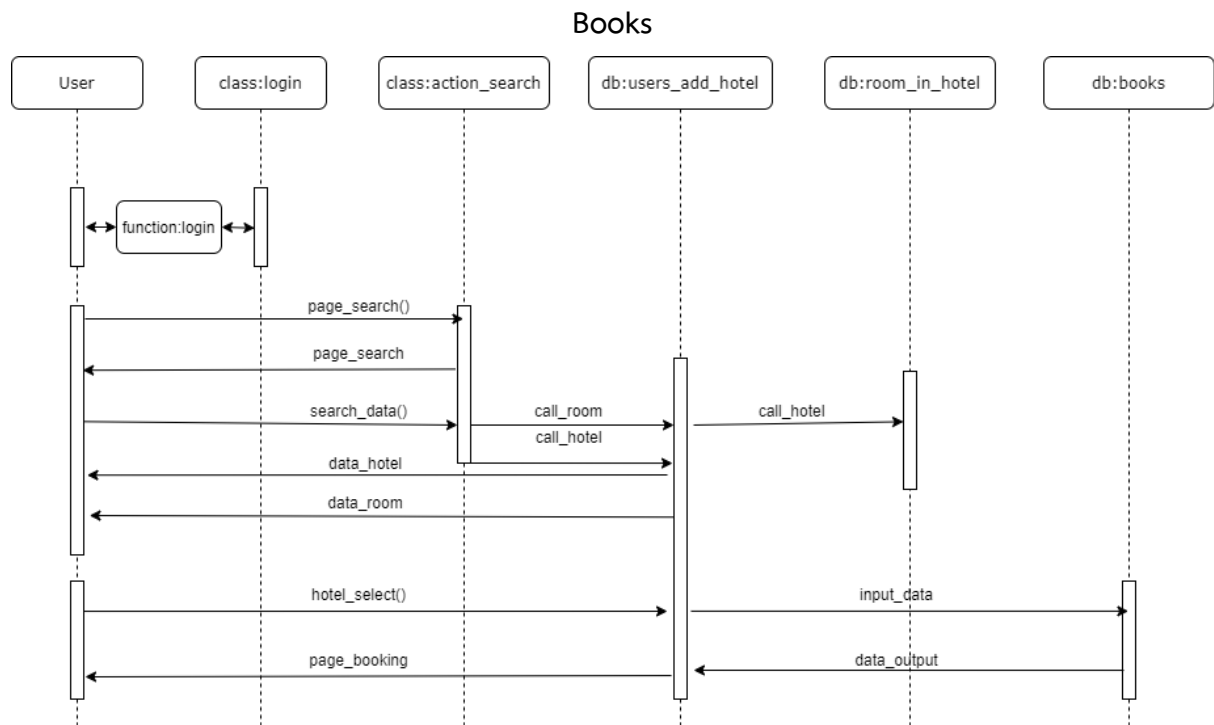 Books
User
class:login
class:action_search
db:users_add_hotel
db:room_in_hotel
db:books
function:login
page_search()
page_search
search_data()
call_room
call_hotel
call_hotel
data_hotel
data_room
hotel_select()
input_data
page_booking
data_output